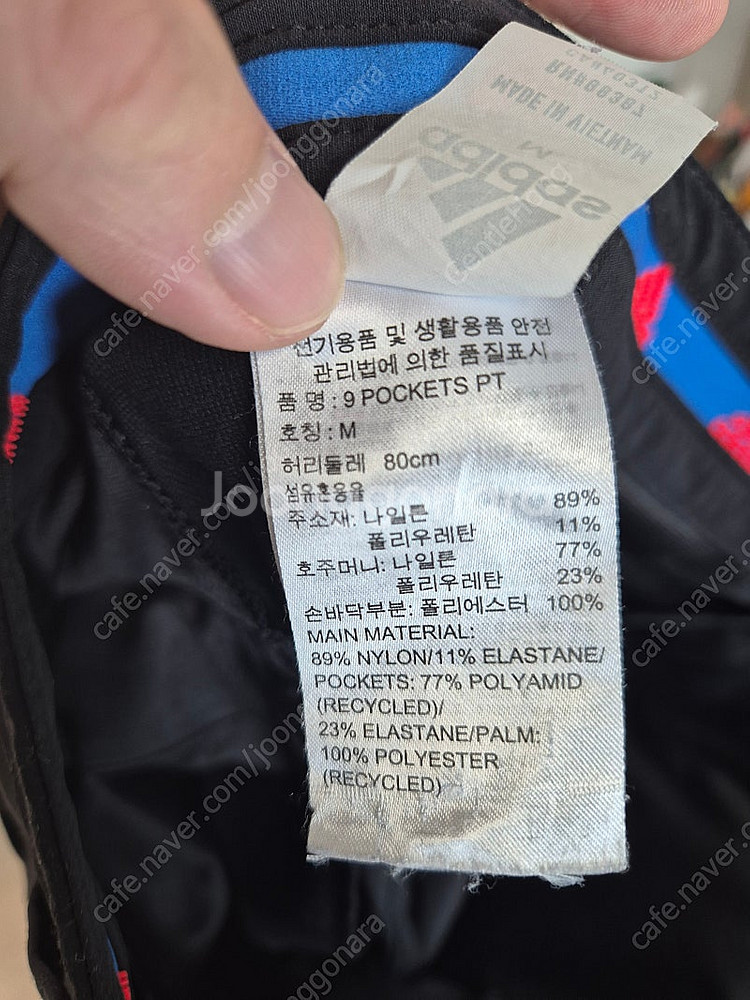 MADE IN VIETNAM
M
adidas
전기용품 및 생활용품 안전
관리법에 의한 품질표시
품 명 : 9 POCKETS PT
호칭 : M
허리둘레 80cm
섬유혼용율
주소재: 나일론 89%
폴리우레탄 11%
호주머니: 나일론 77%
폴리우레탄 23%
손바닥부분: 폴리에스터 100%
MAIN MATERIAL:
89% NYLON/11% ELASTANE/
POCKETS: 77% POLYAMID
(RECYCLED)/
23% ELASTANE/PALM:
100% POLYESTER
(RECYCLED)
Joonggonara
cafe.naver.com/joonggonara